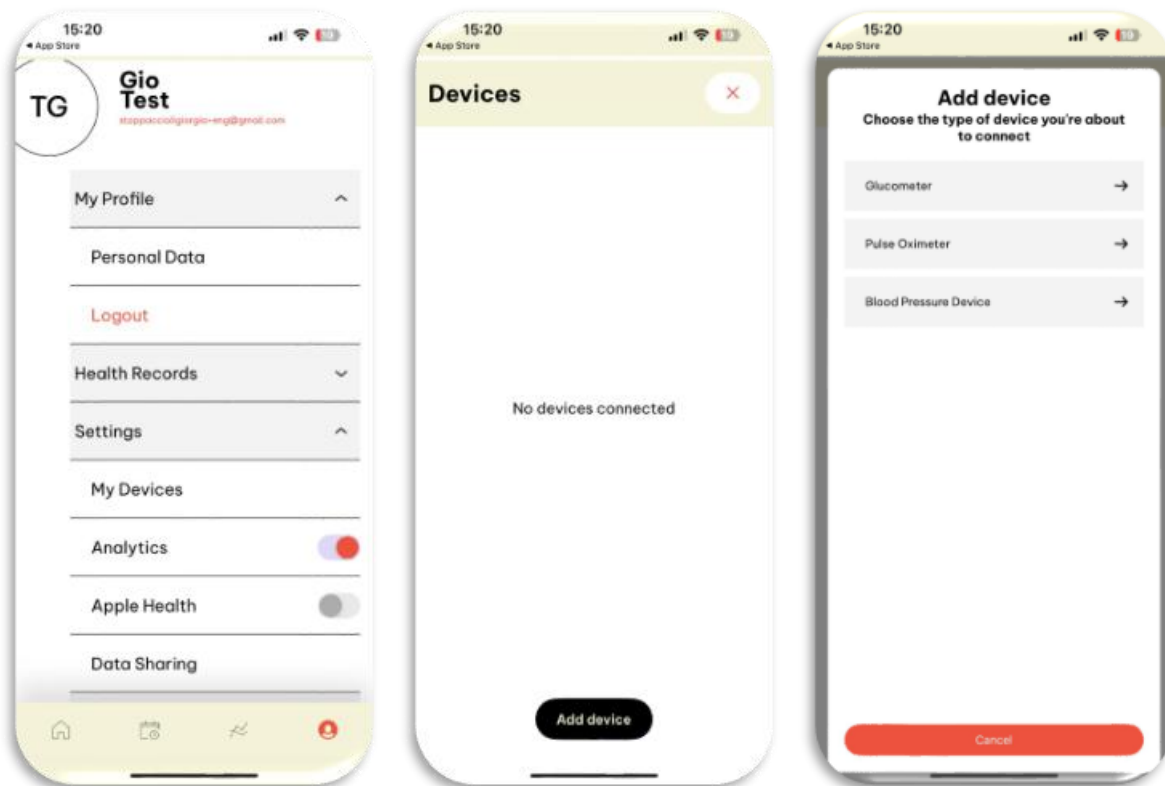 15:20
◄ App Store
TG
Gio
Test
My Profile
Personal Data
Logout
Health Records
Settings
My Devices
Analytics
Apple Health
Data Sharing
15:20
◄ App Store
Devices
No devices connected
Add device
15:20
◄ App Store
Add device
Choose the type of device you're about
to connect
Glucometer
Pulse Oximeter
Blood Pressure Device
Cancel